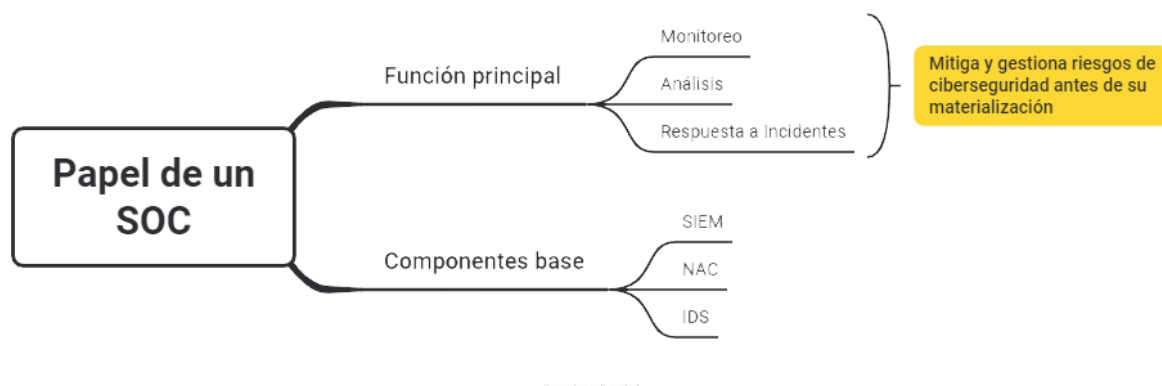 Papel de un
SOC
Función principal
Monitoreo
Análisis
Respuesta a Incidentes
Mitiga y gestiona riesgos de
ciberseguridad antes de su
materialización
Componentes base
SIEM
NAC
IDS